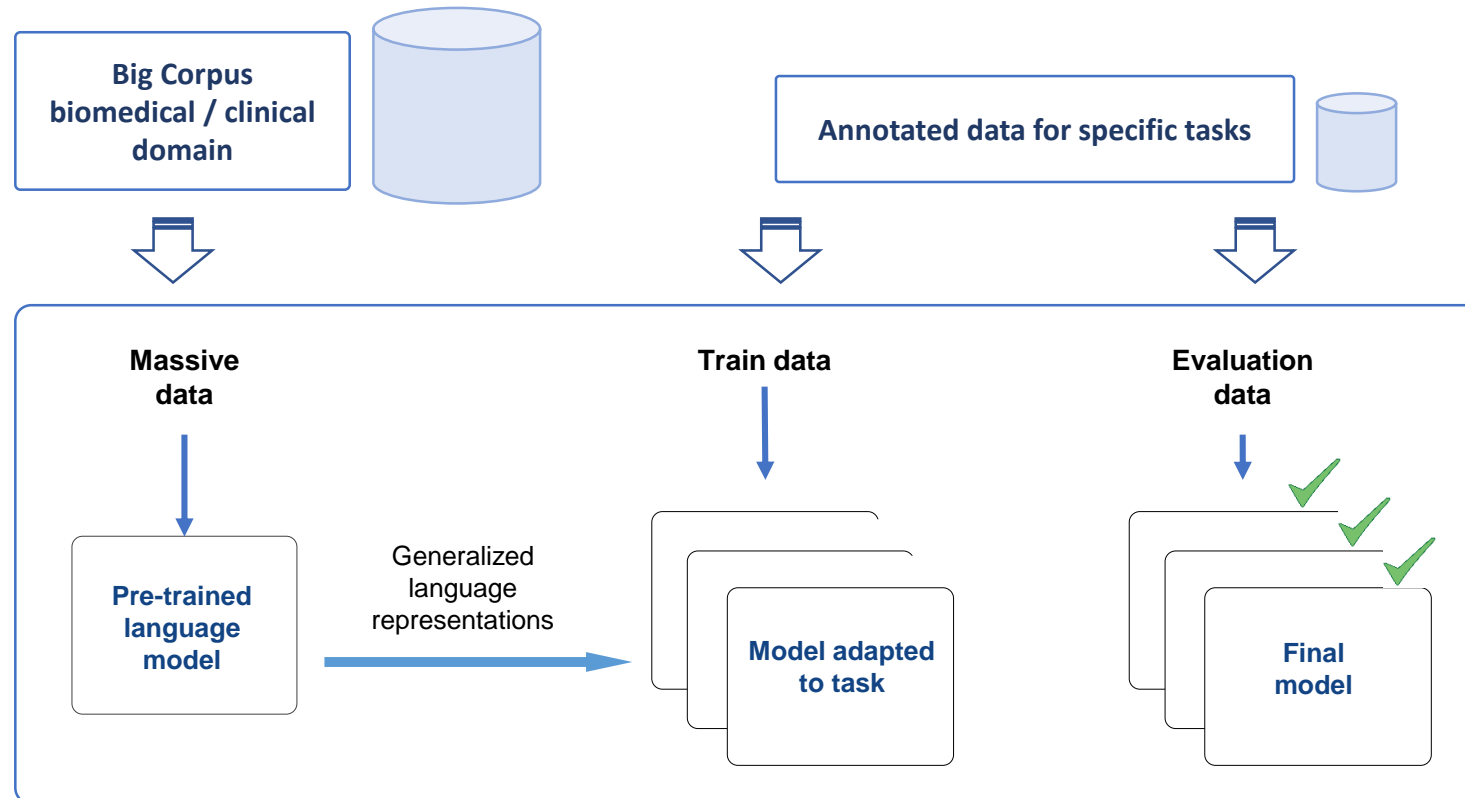 Big Corpus
biomedical / clinical
domain
Annotated data for specific tasks
Massive
data
Train data
Evaluation
data
Generalized
language
representations
Pre-trained
language
model
Model adapted
to task
Final
model